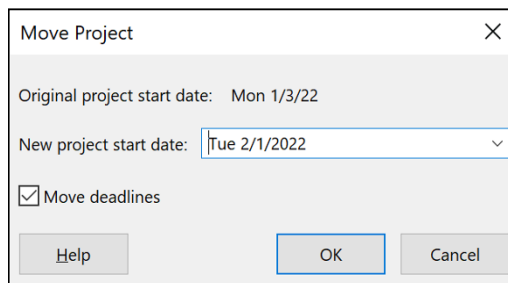 Move Project
Original project start date: Mon 1/3/22
New project start date: Tue 2/1/2022
Move deadlines
Help OK Cancel